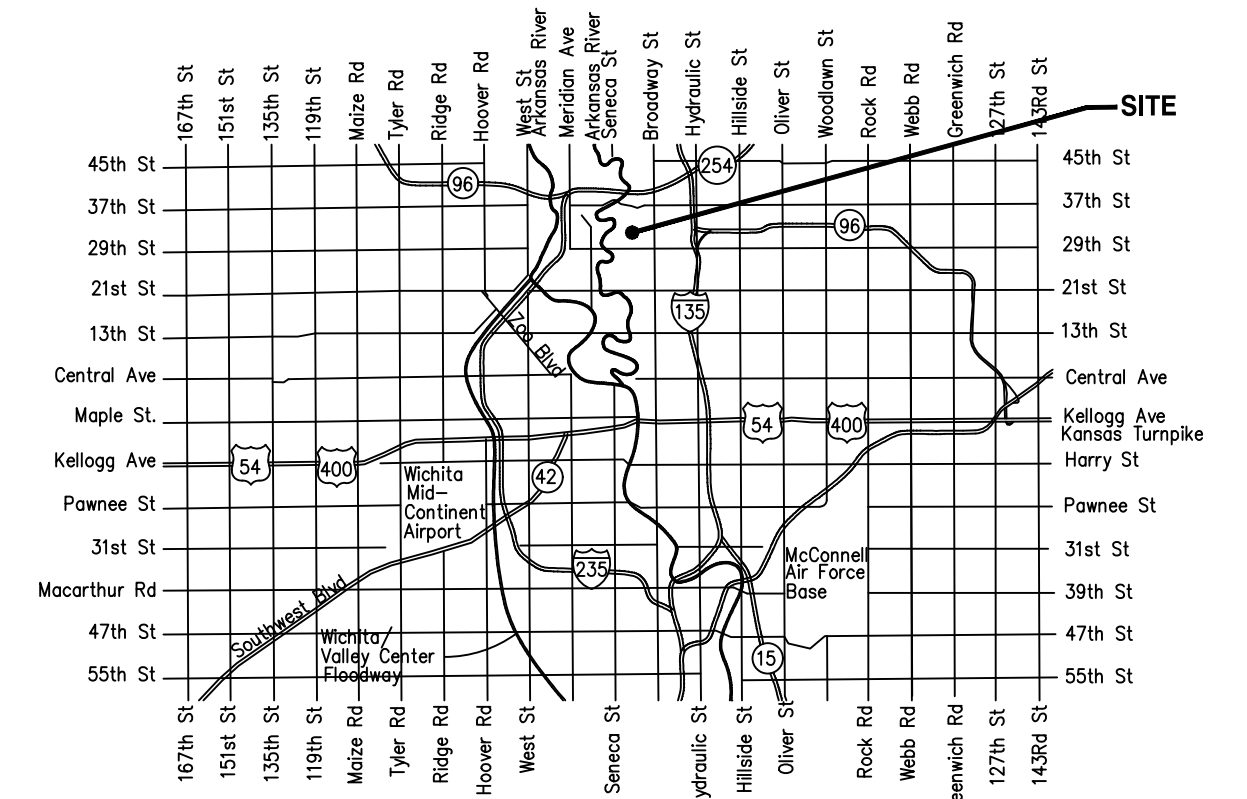 167th St
151st St
135th St
119th St
Maize Rd
Tyler Rd
Ridge Rd
Hoover Rd
West St
Arkansas River
Meridian Ave
Arkansas River
Seneca St
Broadway St
Hydraulic St
Hillside St
Oliver St
Woodlawn St
Rock Rd
Webb Rd
Greenwich Rd
127th St
143Rd St
SITE
45th St
254
45th St
96
37th St
37th St
96
29th St
29th St
21st St
21st St
135
13th St
Zoo Blvd
13th St
Central Ave
Central Ave
Maple St.
54
400
Kellogg Ave
Kansas Turnpike
Kellogg Ave
54
400
Harry St
Wichita
Mid-
Continent
Airport
42
Pawnee St
Pawnee St
31st St
31st St
McConnell
Air Force
Base
235
Macarthur Rd
39th St
Southwest Blvd
47th St
47th St
Wichita/
Valley Center
Floodway
15
55th St
55th St
167th St
151st St
135th St
119th St
Maize Rd
Tyler Rd
Ridge Rd
Hoover Rd
West St
Seneca St
ydraulic St
Hillside St
Oliver St
Rock Rd
Webb Rd
eenwich Rd
127th St
143Rd St